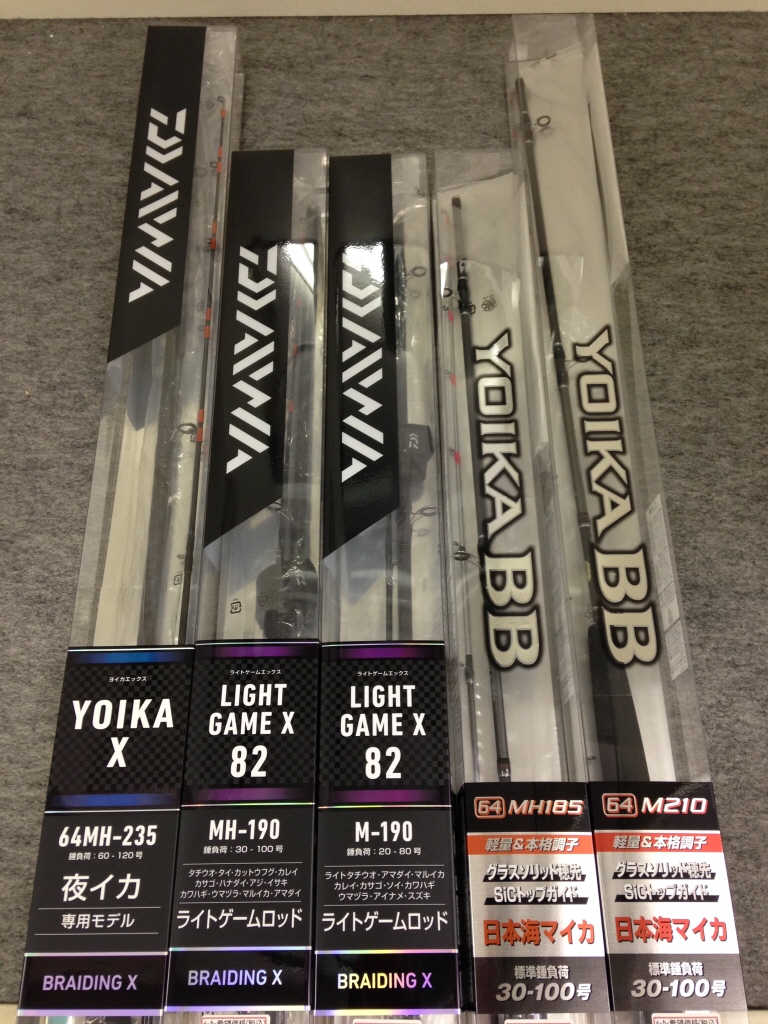 DAIWA
ヨイカエックス
YOIKA
X
64MH-235
錘負荷:60-120号
夜イカ
専用モデル
BRAIDING X
DAIWA
ライトゲームエックス
LIGHT
GAME X
82
MH-190
錘負荷:30-100号
タチウオ・タイ・カットウフグ・カレイ
カサゴ・ハナダイ・アジ・イサキ
カワハギ・ウマヅラ・マルイカ・アマダイ
ライトゲームロッド
BRAIDING X
DAIWA
ライトゲームエックス
LIGHT
GAME X
82
M-190
錘負荷:20-80号
ライトタチウオ・アマダイ・マルイカ
カレイ・カサゴ・ソイ・カワハギ
ウマヅラ・アイナメ・スズキ
ライトゲームロッド
BRAIDING X
YOIKA BB
64 MH185
軽量&本格調子
グラスソリッド穂先
SiCトップガイド
日本海マイカ
標準錘負荷
30-100号
YOIKA BB
64 M210
軽量&本格調子
グラスソリッド穂先
SiCトップガイド
日本海マイカ
標準錘負荷
30-100号